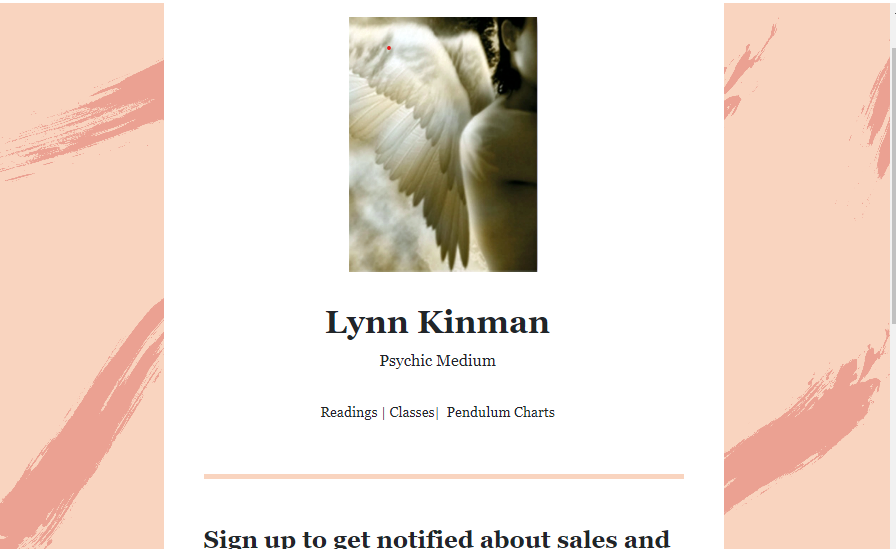 Lynn Kinman
Psychic Medium
Readings | Classes|  Pendulum Charts
Sign up to get notified about sales and